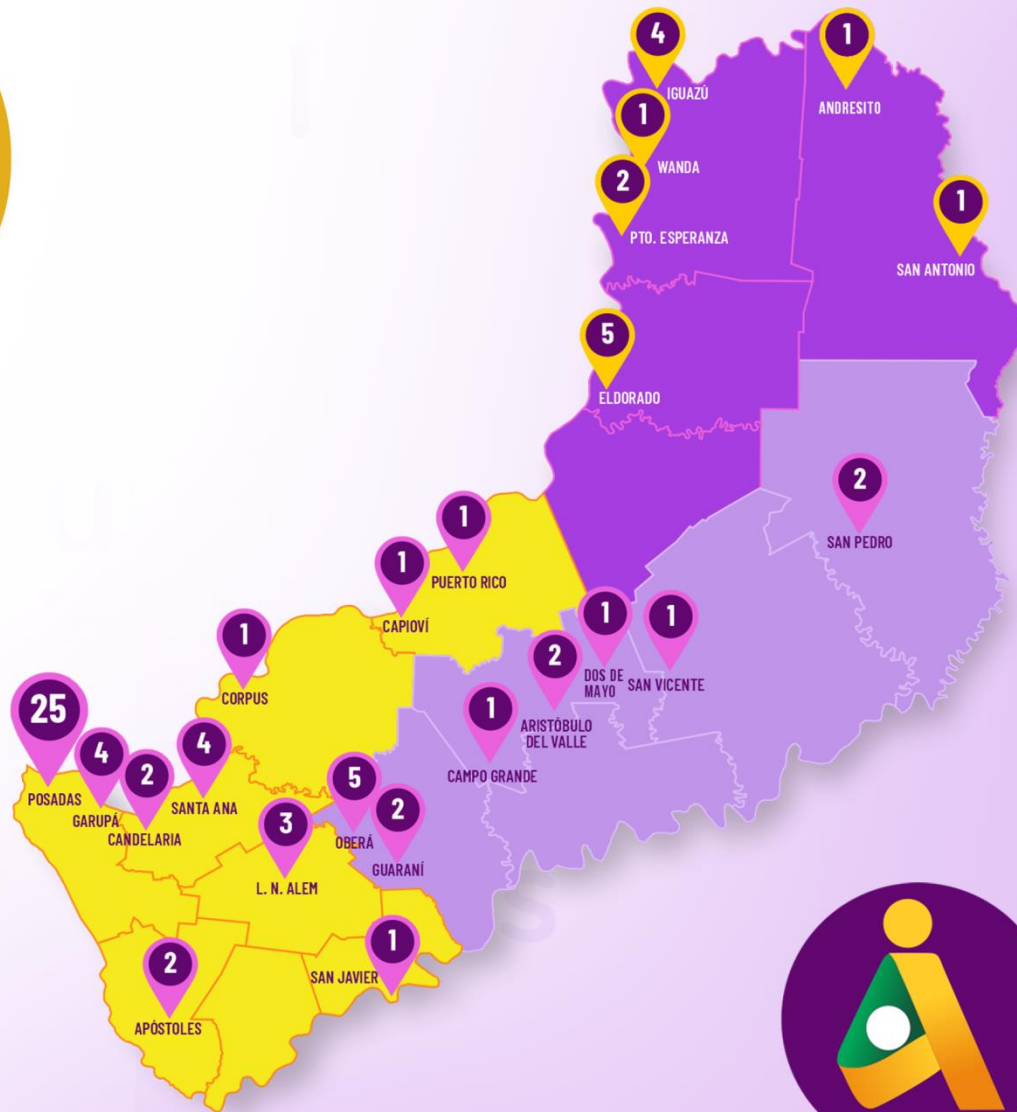 4
IGUAZÚ
1
ANDRESITO
1
WANDA
2
PTO. ESPERANZA
1
SAN ANTONIO
5
ELDORADO
2
SAN PEDRO
1
PUERTO RICO
1
CAPIOVÍ
1
CORPUS
1
DOS DE
MAYO
1
SAN VICENTE
2
ARISTÓBULO
DEL VALLE
1
CAMPO GRANDE
25
POSADAS
4
GARUPÁ
2
CANDELARIA
4
SANTA ANA
5
OBERÁ
2
GUARANÍ
3
L. N. ALEM
1
SAN JAVIER
2
APÓSTOLES